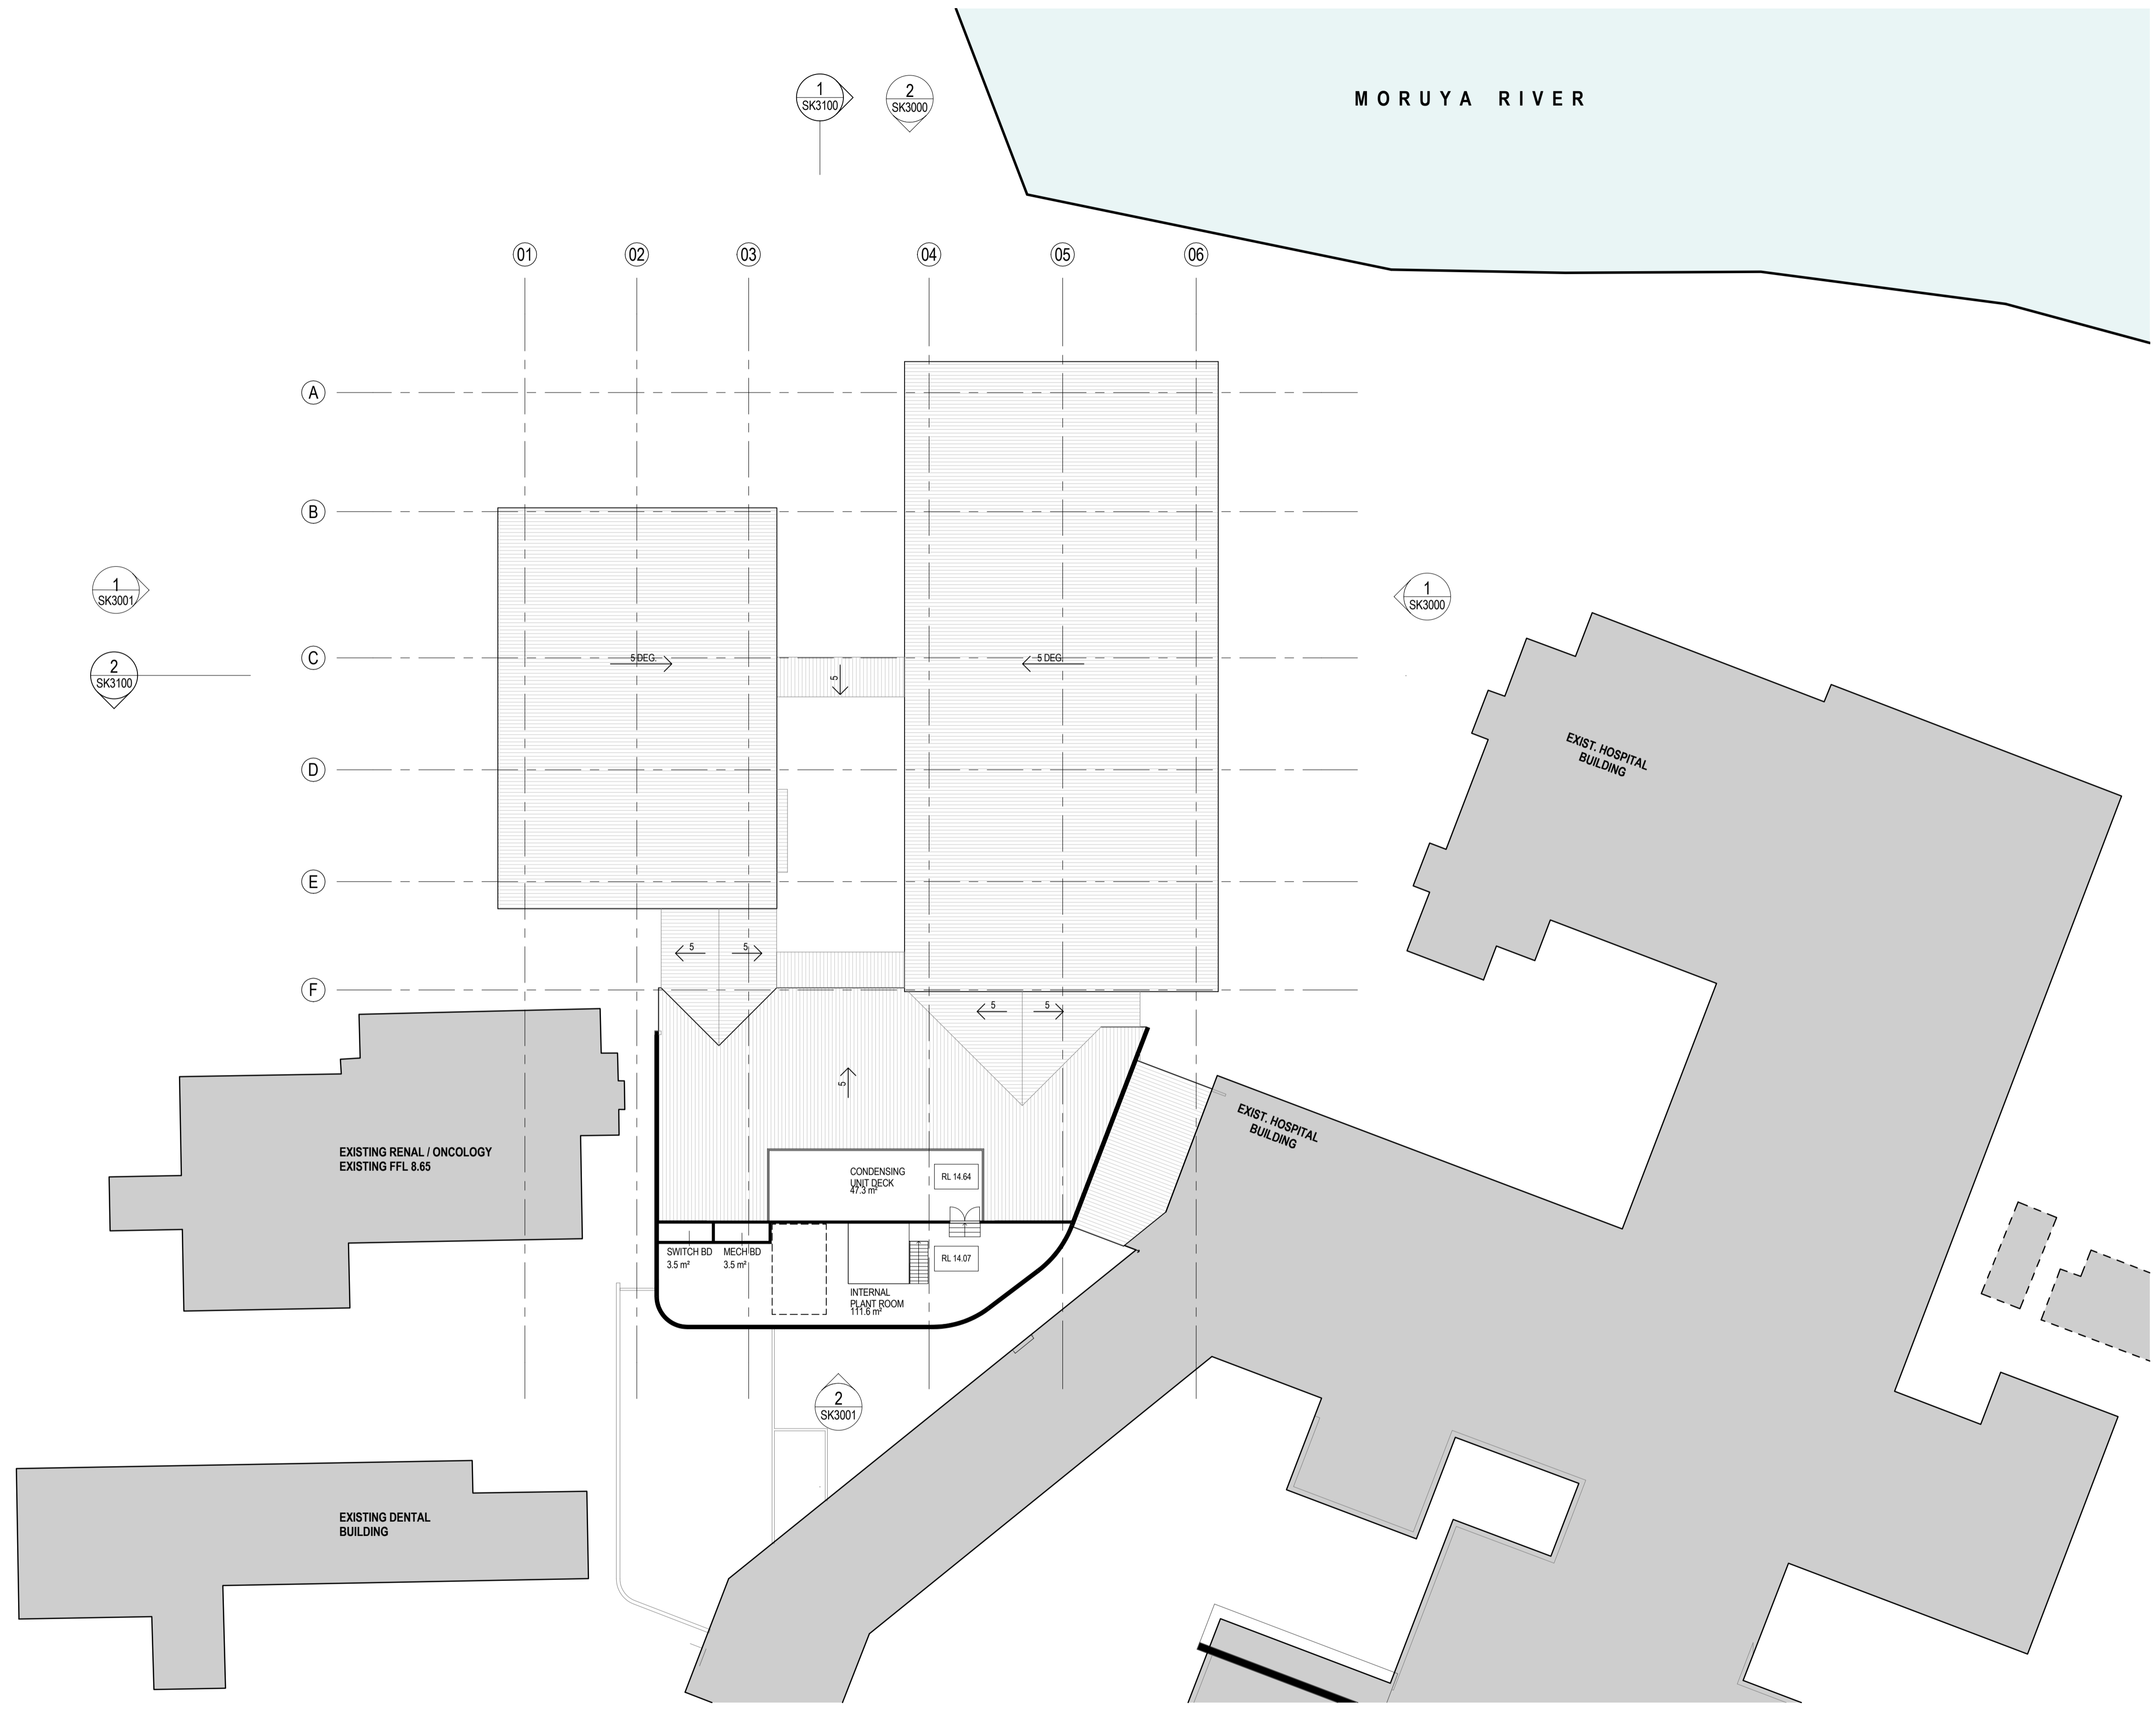 MORUYA RIVER
1
SK3100
2
SK3000
01
02
03
04
05
06
A
B
C
D
E
F
1
SK3001
1
SK3000
2
SK3100
5 DEG.
5
5 DEG.
EXIST. HOSPITAL
BUILDING
5
5
5
5
5
EXIST. HOSPITAL
BUILDING
EXISTING RENAL / ONCOLOGY
EXISTING FFL 8.65
CONDENSING
UNIT DECK
47.3 m²
RL 14.64
SWITCH BD
3.5 m²
MECH BD
3.5 m²
RL 14.07
INTERNAL
PLANT ROOM
111.6 m²
2
SK3001
EXISTING DENTAL
BUILDING